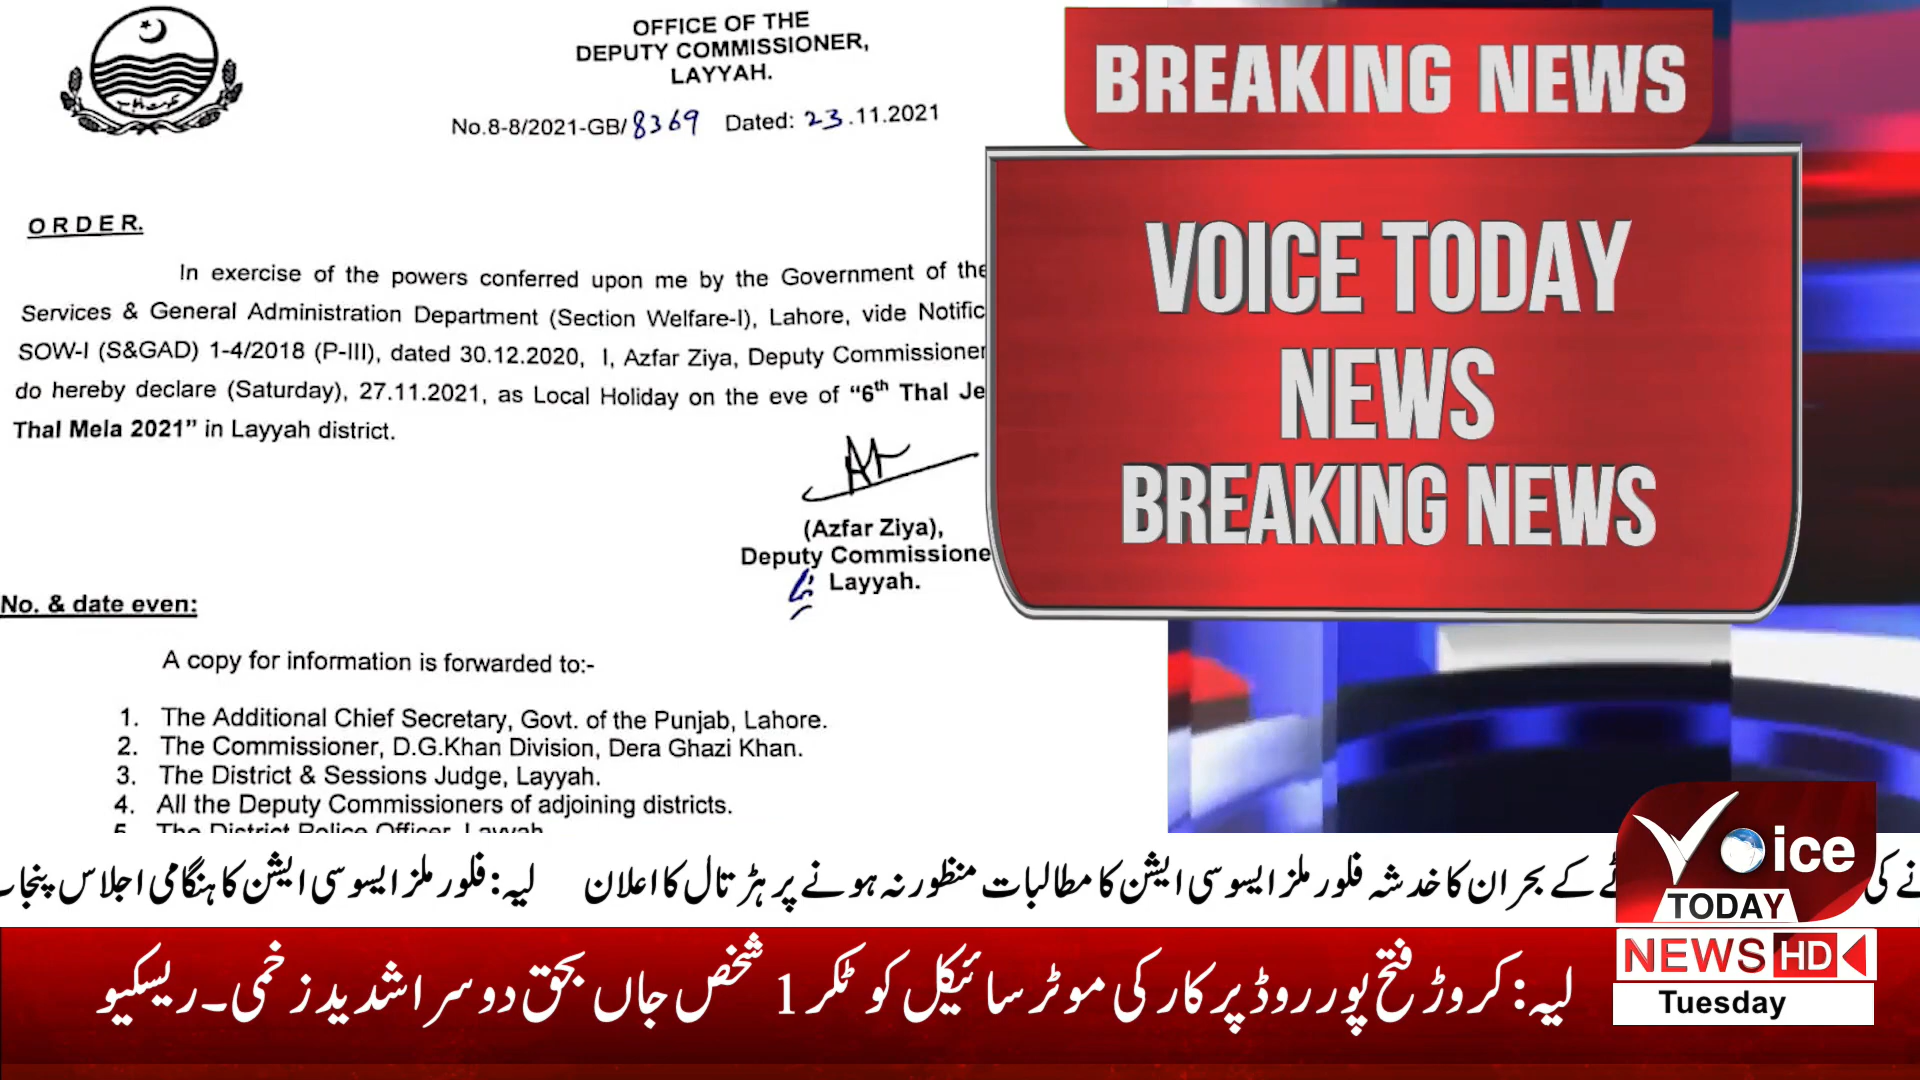 OFFICE OF THE
DEPUTY COMMISSIONER,
LAYYAH.
No.8-8/2021-GB/8369 Dated: 23.11.2021
ORDER.
In exercise of the powers conferred upon me by the Government of the
Services & General Administration Department (Section Welfare-I), Lahore, vide Notific
SOW-I (S&GAD) 1-4/2018 (P-III), dated 30.12.2020, I, Azfar Ziya, Deputy Commissioner
do hereby declare (Saturday), 27.11.2021, as Local Holiday on the eve of “6th Thal Je
Thal Mela 2021” in Layyah district.
(Azfar Ziya),
Deputy Commissione
Layyah.
No. & date even:
A copy for information is forwarded to:-
1. The Additional Chief Secretary, Govt. of the Punjab, Lahore.
2. The Commissioner, D.G.Khan Division, Dera Ghazi Khan.
3. The District & Sessions Judge, Layyah.
4. All the Deputy Commissioners of adjoining districts.
5. The District Police Officer, Layyah
BREAKING NEWS
VOICE TODAY
NEWS
BREAKING NEWS
نے کی کے بحران کا خدشہ فلور ملز ایسوسی ایشن کا مطالبات منظور نہ ہونے پر ہڑتال کا اعلان لیہ: فلور ملز ایسوسی ایشن کا ہنگامی اجلاس پنجاب
لیہ: کروڑ فتح پور روڈ پر کار کی موٹر سائیکل کو ٹکر 1 شخص جاں بحق دوسرا شدید زخمی۔ ریسکیو
Voice
TODAY
NEWS HD
Tuesday